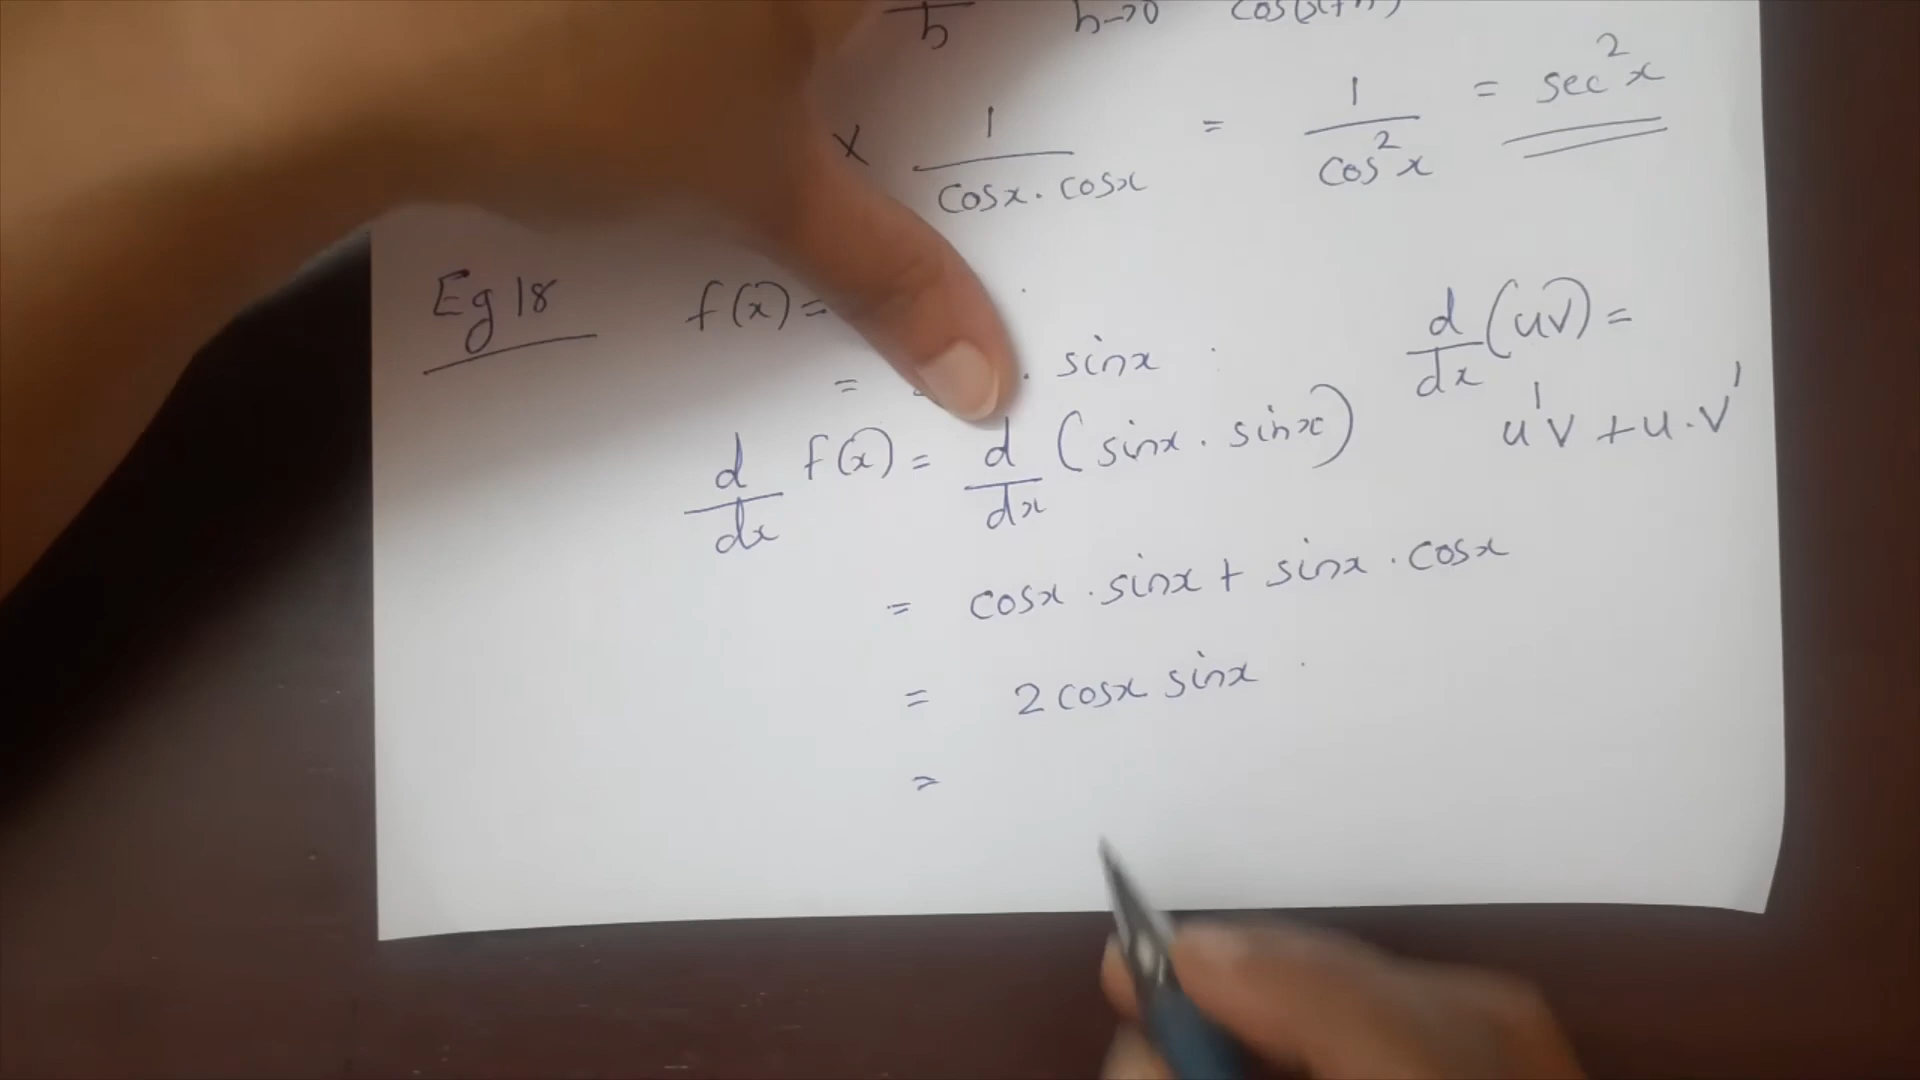 h h→0 cos(x+h)
× 1/(cosx . cosx) = 1/cos²x = sec²x
Eg 18 f(x) =
= . sinx
d/dx (uv) =
u'v + u.v'
d/dx f(x) = d/dx (sinx . sinx)
= cosx . sinx + sinx . cosx
= 2 cosx sinx
=